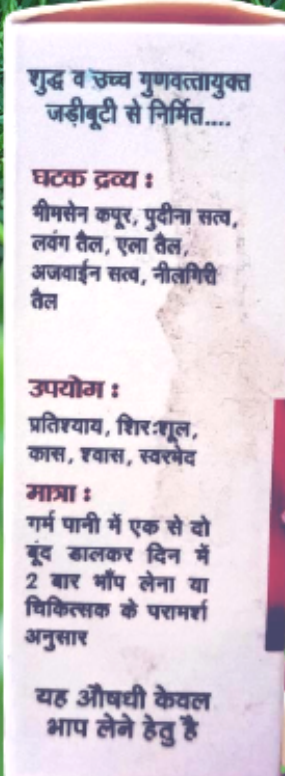 शुद्ध व उच्च गुणवत्तायुक्त
जड़ीबूटी से निर्मित....
घटक द्रव्य :
भीमसेन कपूर, पुदीना सत्व,
लवंग तैल, एला तैल,
अजवाईन सत्व, नीलगिरी
तैल
उपयोग :
प्रतिश्याय, शिरःशूल,
कास, श्वास, स्वरभेद
मात्रा :
गर्म पानी में एक से दो
बूंद डालकर दिन में
2 बार भाँप लेना या
चिकित्सक के परामर्श
अनुसार
यह औषधी केवल
भाप लेने हेतु है